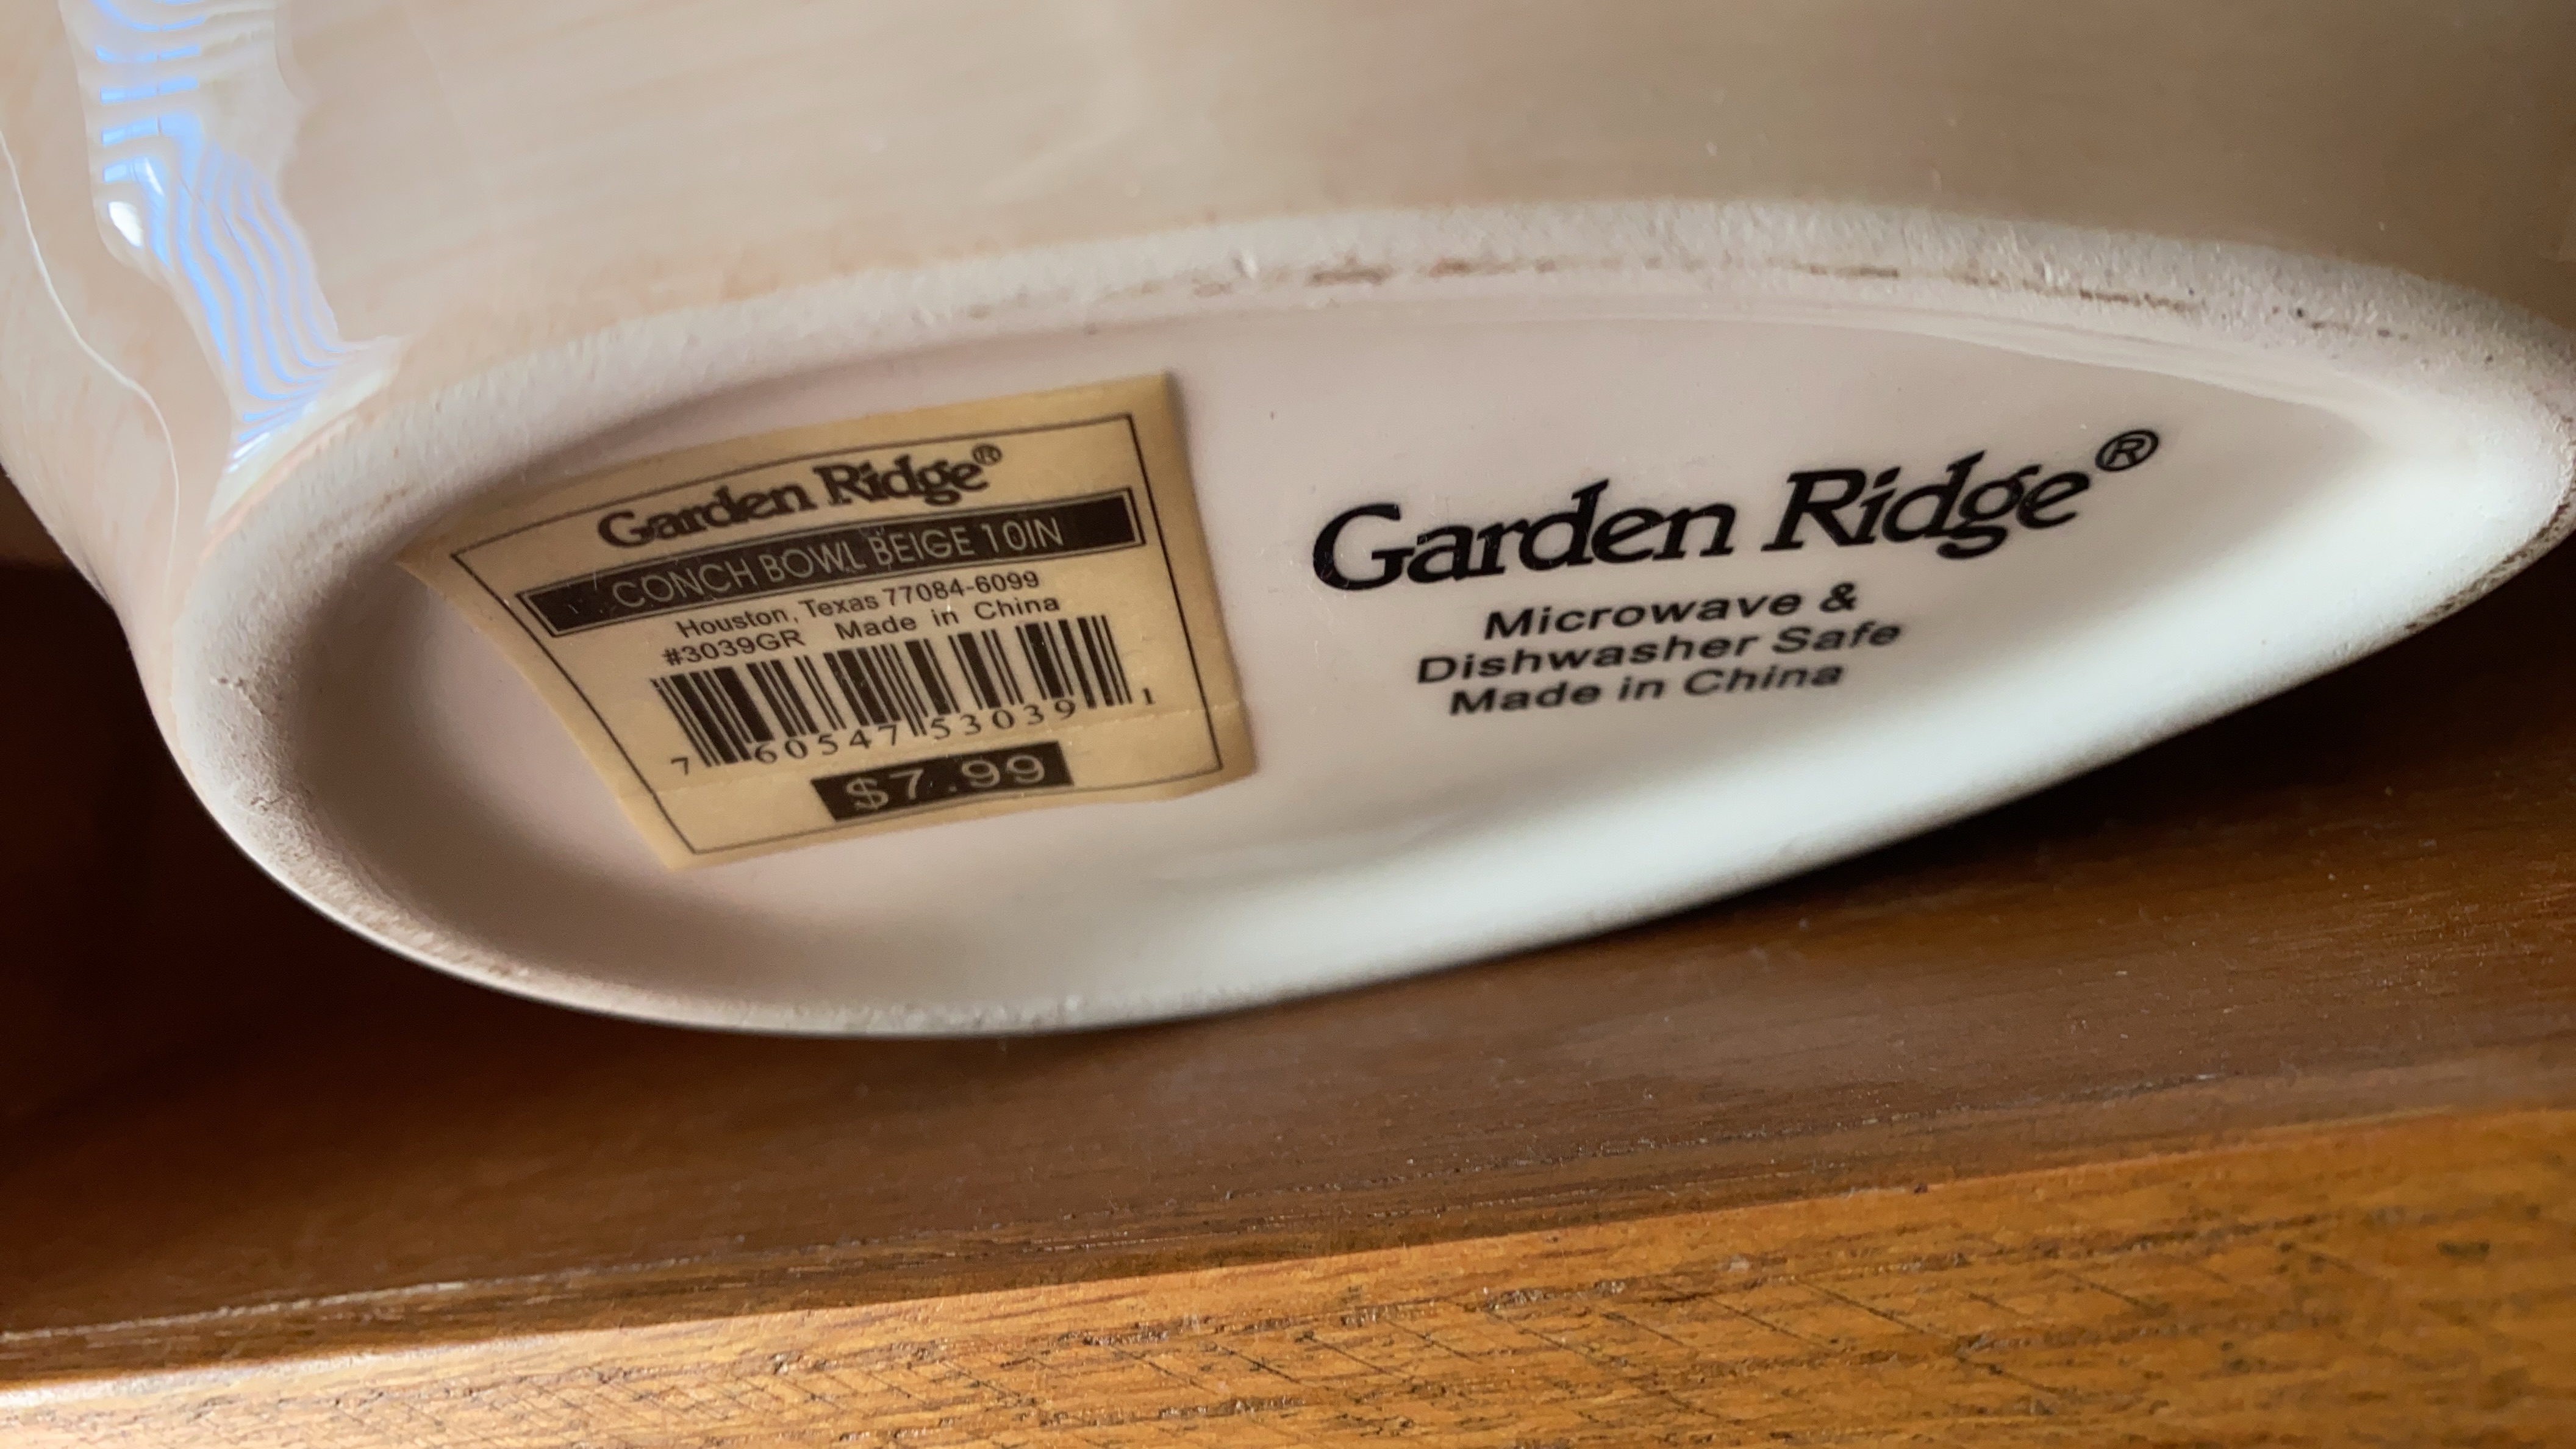 Garden Ridge®
CONCH BOWL BEIGE 10IN
Houston, Texas 77084-6099
#3039GR Made in China
7 60547 53039 1
$7.99
Garden Ridge®
Microwave &
Dishwasher Safe
Made in China